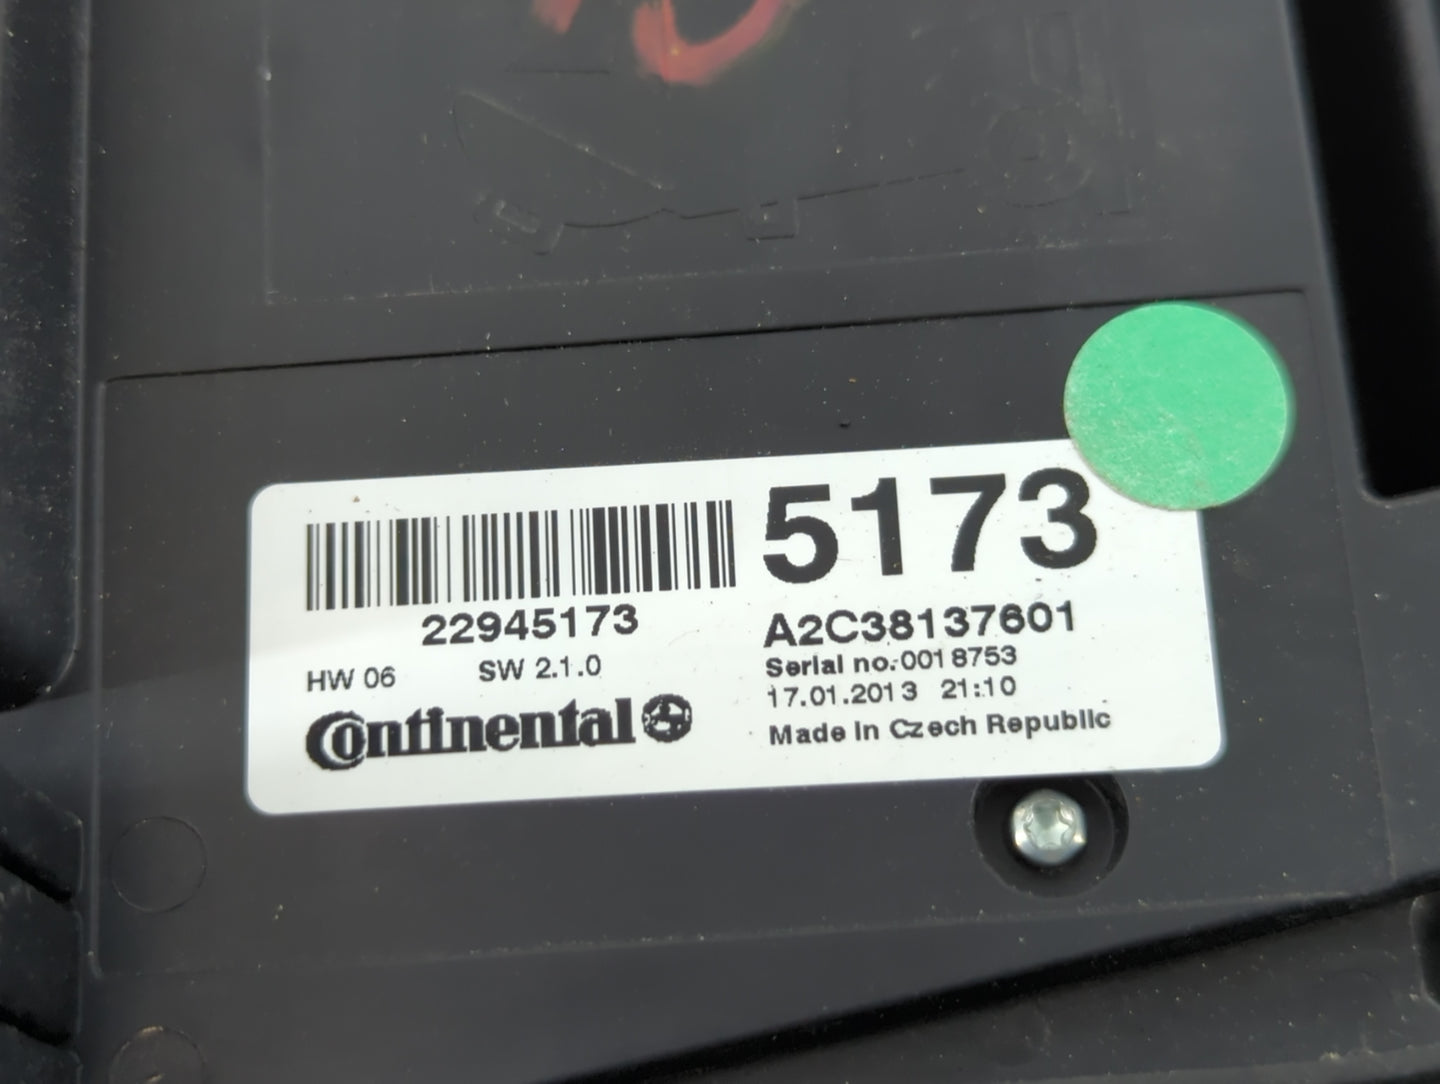 5173
22945173
A2C38137601
HW 06 SW 2.1.0
Serial no.0018753
17.01.2013 21:10
Continental
Made in Czech Republic